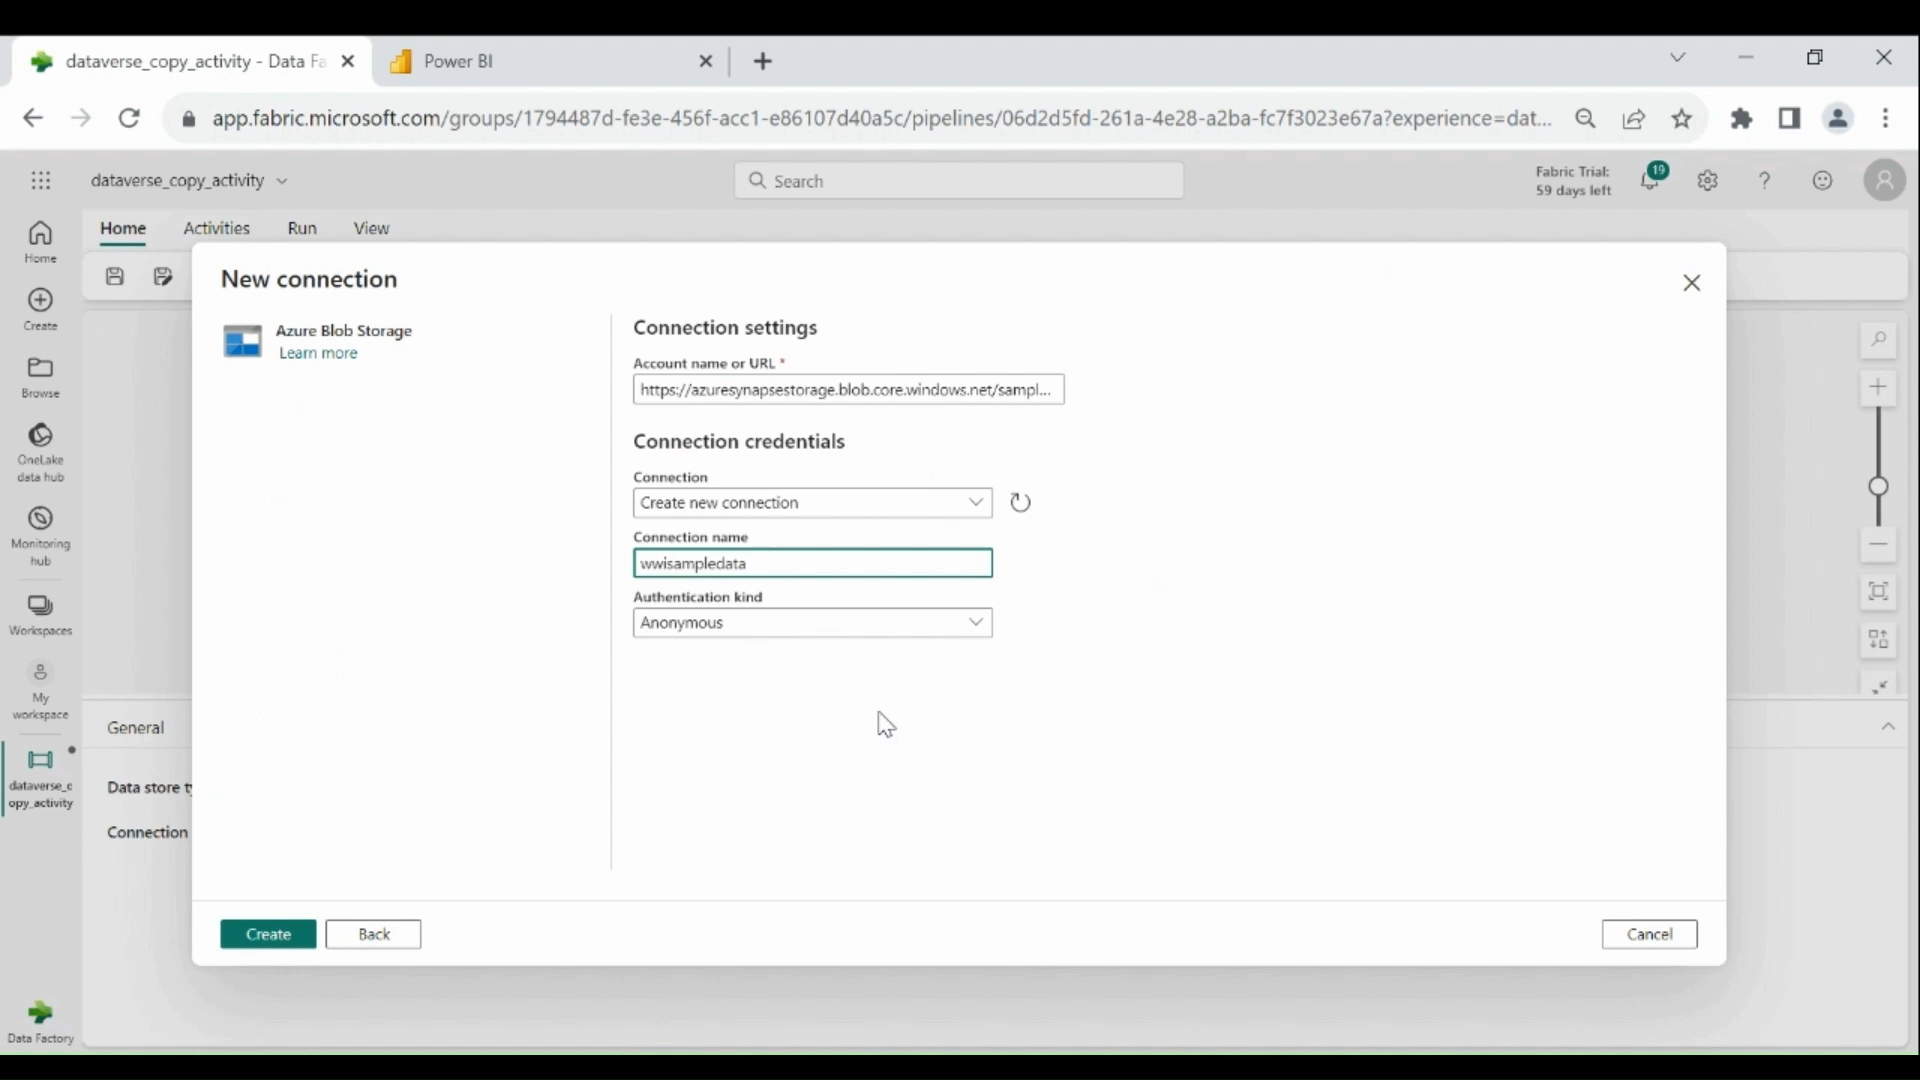 dataverse_copy_activity - Data Fa
Power BI
app.fabric.microsoft.com/groups/1794487d-fe3e-456f-acc1-e86107d40a5c/pipelines/06d2d5fd-261a-4e28-a2ba-fc7f3023e67a?experience=dat...
dataverse_copy_activity
Search
Fabric Trial:
59 days left
19
Home
Activities
Run
View
Home
Create
Browse
OneLake
data hub
Monitoring
hub
Workspaces
My
workspace
dataverse_c
opy_activity
Data Factory
New connection
Azure Blob Storage
Learn more
Connection settings
Account name or URL *
https://azuresynapsestorage.blob.core.windows.net/sampl...
Connection credentials
Connection
Create new connection
Connection name
wwisampledata
Authentication kind
Anonymous
General
Data store ty
Connection
Create
Back
Cancel